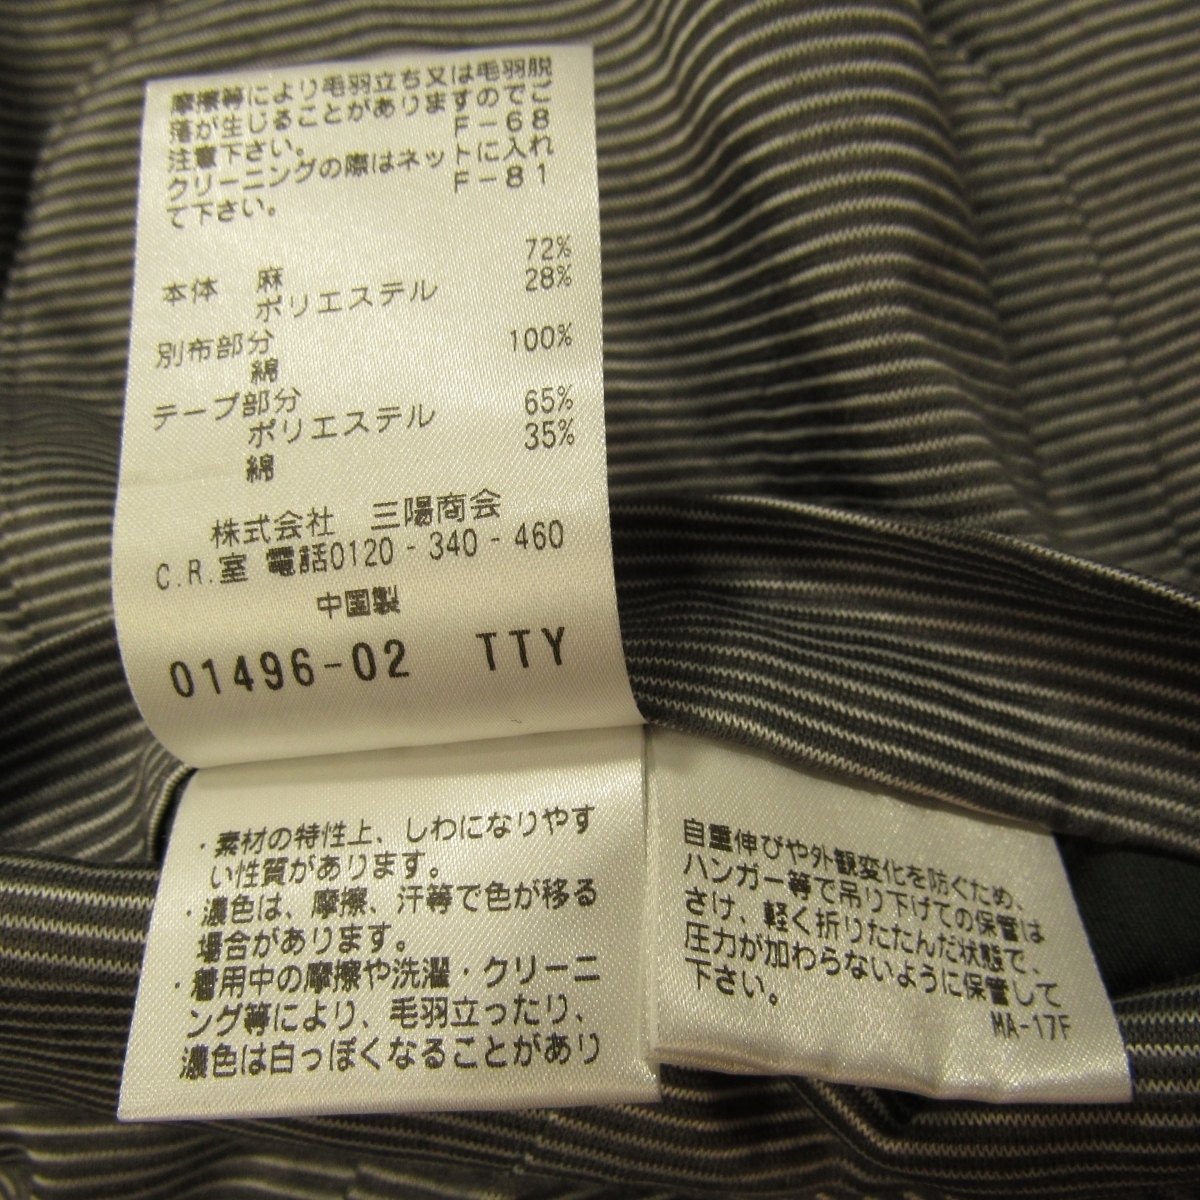 摩擦等により毛羽立ち又は毛羽脱
落が生じることがありますのでご
注意下さい。 F-68
クリーニングの際はネットに入れ
て下さい。 F-81
本体 麻 72%
ポリエステル 28%
別布部分
綿 100%
テープ部分
ポリエステル 65%
綿 35%
株式会社 三陽商会
C.R.室 電話0120-340-460
中国製
01496-02 TTY
・素材の特性上、しわになりやす
い性質があります。
・濃色は、摩擦、汗等で色が移る
場合があります。
・着用中の摩擦や洗濯・クリーニ
ング等により、毛羽立ったり、
濃色は白っぽくなることがあり
自重伸びや外観変化を防ぐため、
ハンガー等で吊り下げての保管は
さけ、軽く折りたたんだ状態で、
圧力が加わらないように保管して
下さい。
MA-17F